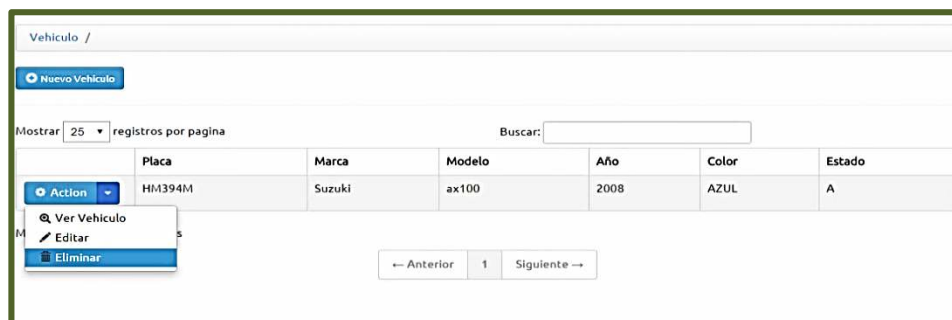 Vehiculo /
Nuevo Vehiculo
Mostrar 25 registros por pagina Buscar:
Placa Marca Modelo Año Color Estado
Action HM394M Suzuki ax100 2008 AZUL A
Ver Vehiculo
M s
Editar
Eliminar
← Anterior 1 Siguiente →